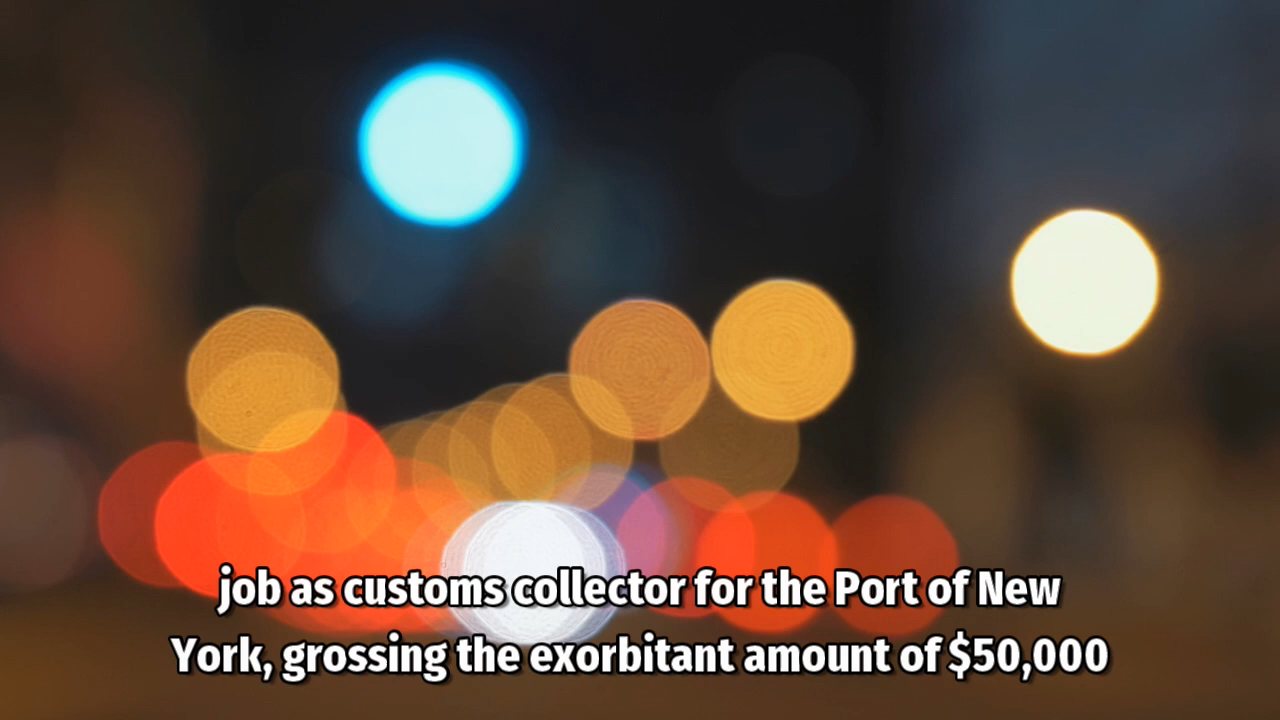 job as customs collector for the Port of New
York, grossing the exorbitant amount of $50,000